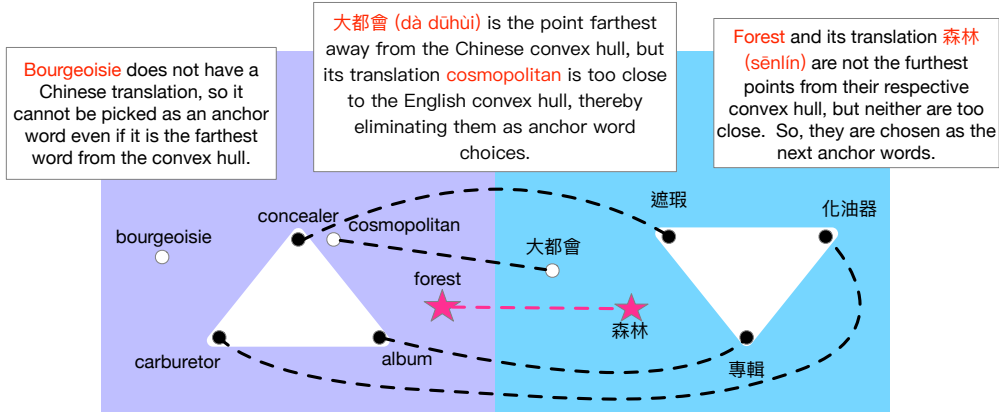 Bourgeoisie does not have a
Chinese translation, so it
cannot be picked as an anchor
word even if it is the farthest
word from the convex hull.
大都會 (dà dūhùi) is the point farthest
away from the Chinese convex hull, but
its translation cosmopolitan is too close
to the English convex hull, thereby
eliminating them as anchor word
choices.
Forest and its translation 森林
(sēnlín) are not the furthest
points from their respective
convex hull, but neither are too
close. So, they are chosen as the
next anchor words.
concealer
cosmopolitan
bourgeoisie
forest
carburetor
album
遮瑕
化油器
大都會
森林
專輯